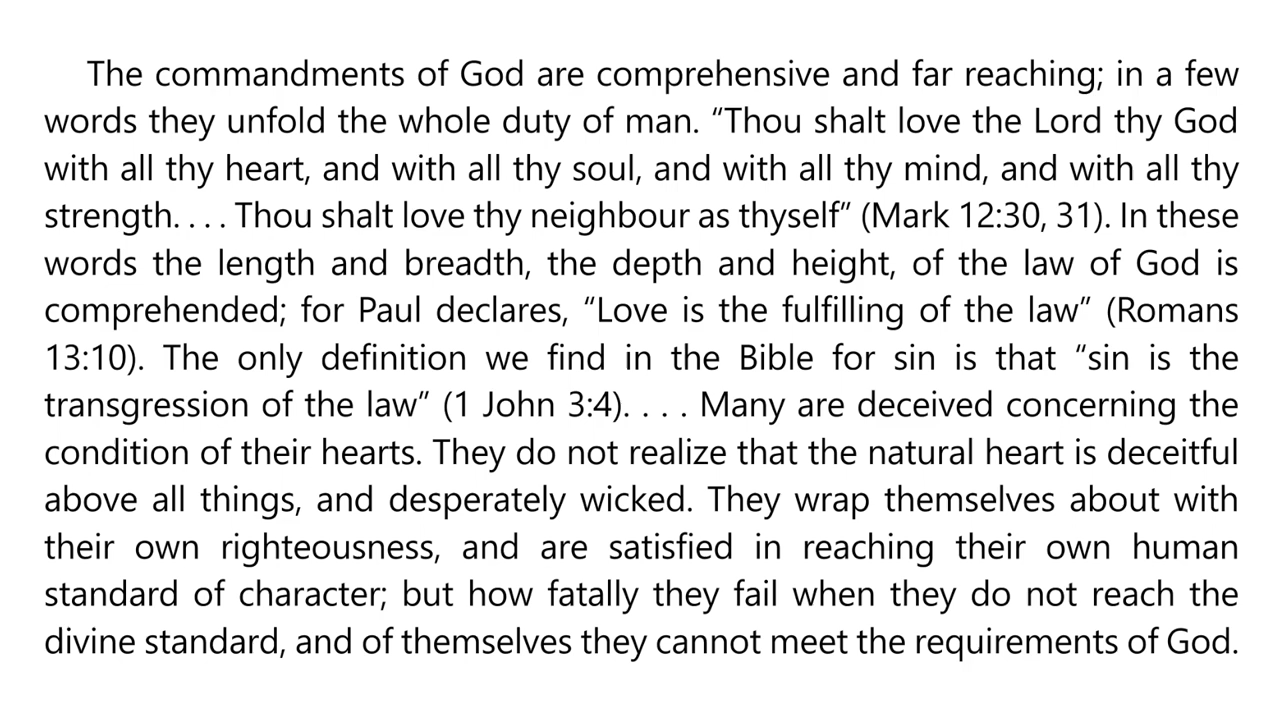 The commandments of God are comprehensive and far reaching; in a few
words they unfold the whole duty of man. “Thou shalt love the Lord thy God
with all thy heart, and with all thy soul, and with all thy mind, and with all thy
strength. . . . Thou shalt love thy neighbour as thyself” (Mark 12:30, 31). In these
words the length and breadth, the depth and height, of the law of God is
comprehended; for Paul declares, “Love is the fulfilling of the law” (Romans
13:10). The only definition we find in the Bible for sin is that “sin is the
transgression of the law” (1 John 3:4). . . . Many are deceived concerning the
condition of their hearts. They do not realize that the natural heart is deceitful
above all things, and desperately wicked. They wrap themselves about with
their own righteousness, and are satisfied in reaching their own human
standard of character; but how fatally they fail when they do not reach the
divine standard, and of themselves they cannot meet the requirements of God.